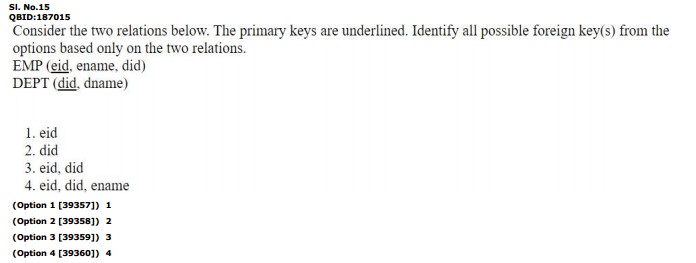 Sl. No.15
QBID:187015
Consider the two relations below. The primary keys are underlined. Identify all possible foreign key(s) from the
options based only on the two relations.
EMP (eid, ename, did)
DEPT (did, dname)
1. eid
2. did
3. eid, did
4. eid, did, ename
(Option 1 [39357]) 1
(Option 2 [39358]) 2
(Option 3 [39359]) 3
(Option 4 [39360]) 4